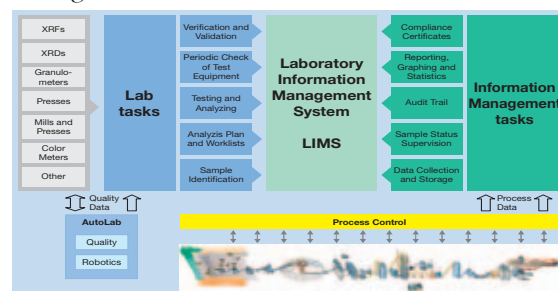 XRFs
XRDs
Granulo-
meters
Presses
Mills and
Presses
Color
Meters
Other
Lab
tasks
Verification and
Validation
Periodic Check
of Test
Equipment
Testing and
Analyzing
Analyzis Plan
and Worklists
Sample
Identification
Laboratory
Information
Management
System
LIMS
Compliance
Certificates
Reporting,
Graphing and
Statistics
Audit Trail
Sample Status
Supervision
Data Collection
and Storage
Information
Management
tasks
Quality
Data
Process
Data
AutoLab
Quality
Robotics
Process Control